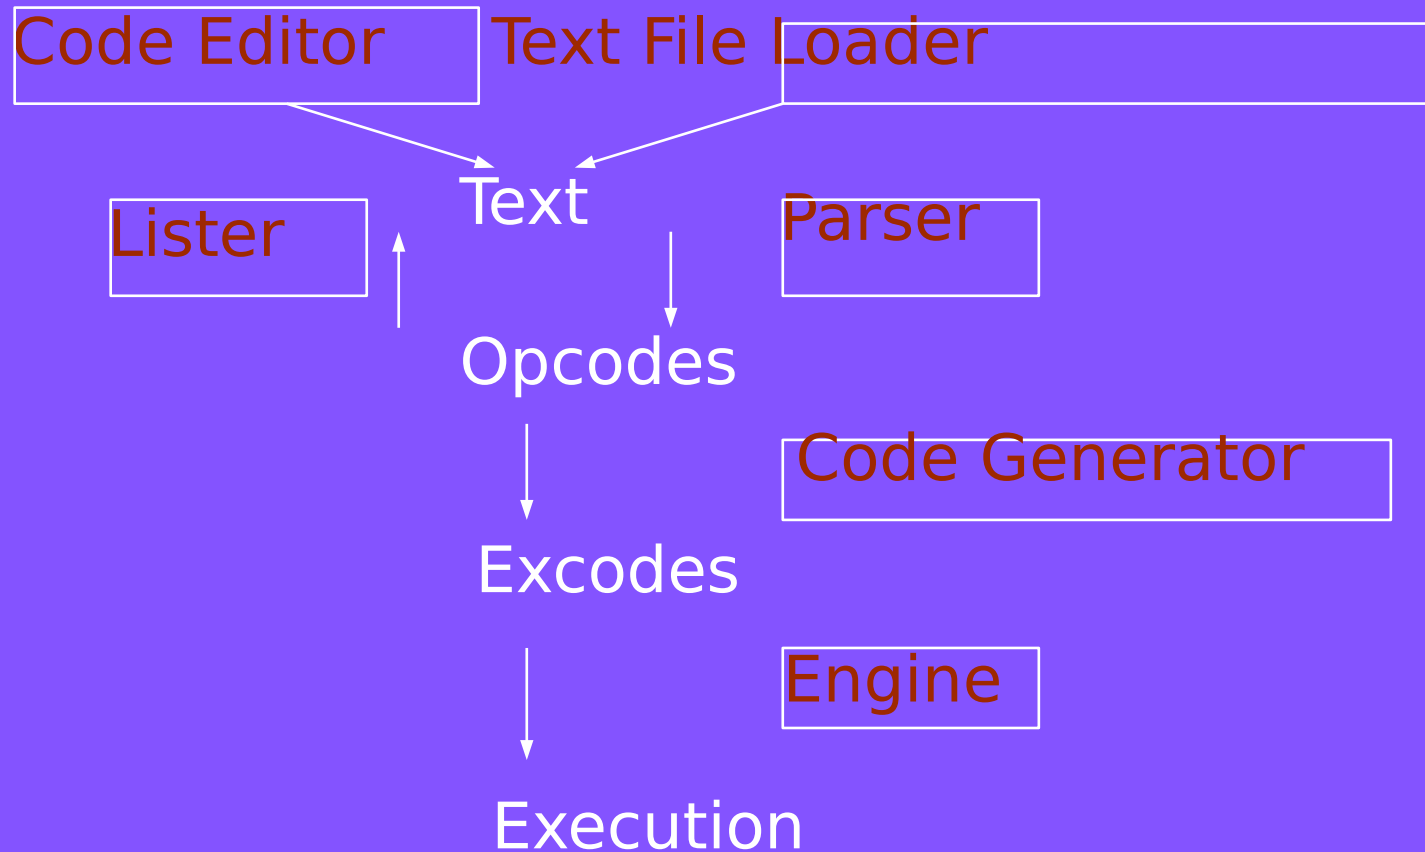 Code Editor
Text File Loader
Text
Lister
Parser
Opcodes
Code Generator
Excodes
Engine
Execution